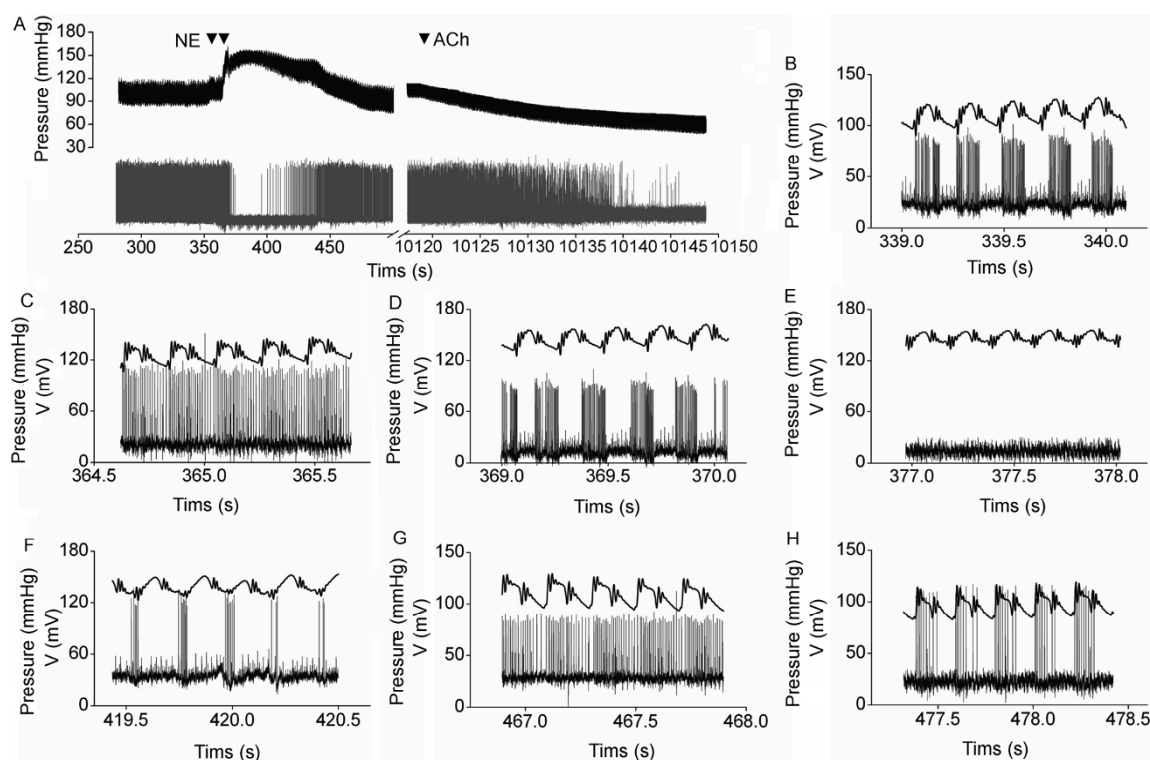 A
NE
ACh
Pressure (mmHg)
180
150
120
90
60
30
250
300
350
400
450
10120
10125
10130
10135
10140
10145
10150
Tims (s)
B
Pressure (mmHg)
V (mV)
150
100
50
0
339.0
339.5
340.0
Tims (s)
C
Pressure (mmHg)
V (mV)
180
120
60
0
364.5
365.0
365.5
Tims (s)
D
Pressure (mmHg)
V (mV)
180
120
60
0
369.0
369.5
370.0
Tims (s)
E
Pressure (mmHg)
V (mV)
180
120
60
0
377.0
377.5
378.0
Tims (s)
F
Pressure (mmHg)
V (mV)
180
120
60
0
419.5
420.0
420.5
Tims (s)
G
Pressure (mmHg)
V (mV)
150
100
50
0
467.0
467.5
468.0
Tims (s)
H
Pressure (mmHg)
V (mV)
150
100
50
0
477.5
478.0
478.5
Tims (s)